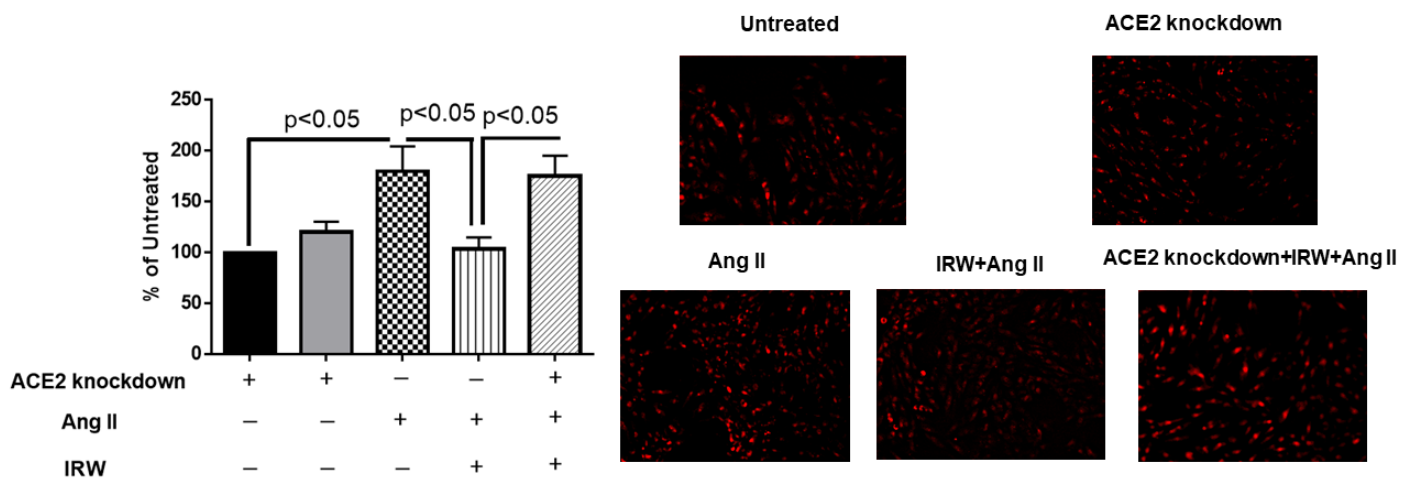 Untreated
ACE2 knockdown
250
200
150
100
50
0
% of Untreated
p<0.05
p<0.05
p<0.05
ACE2 knockdown + + – – +
Ang II – – + + +
IRW – – – + +
Ang II
IRW+Ang II
ACE2 knockdown+IRW+Ang II